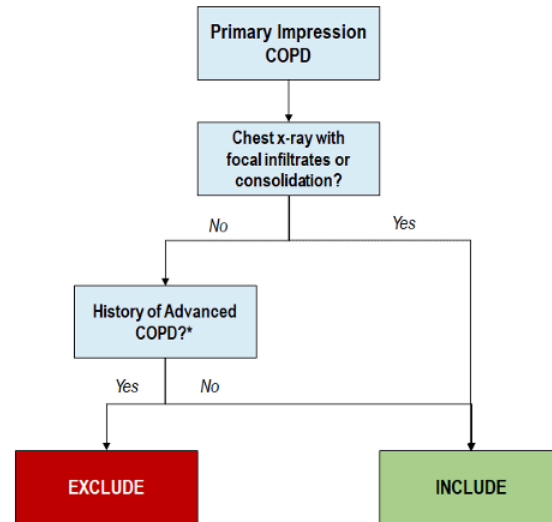 Primary Impression
COPD
Chest x-ray with
focal infiltrates or
consolidation?
No
Yes
History of Advanced
COPD?*
Yes
No
EXCLUDE
INCLUDE